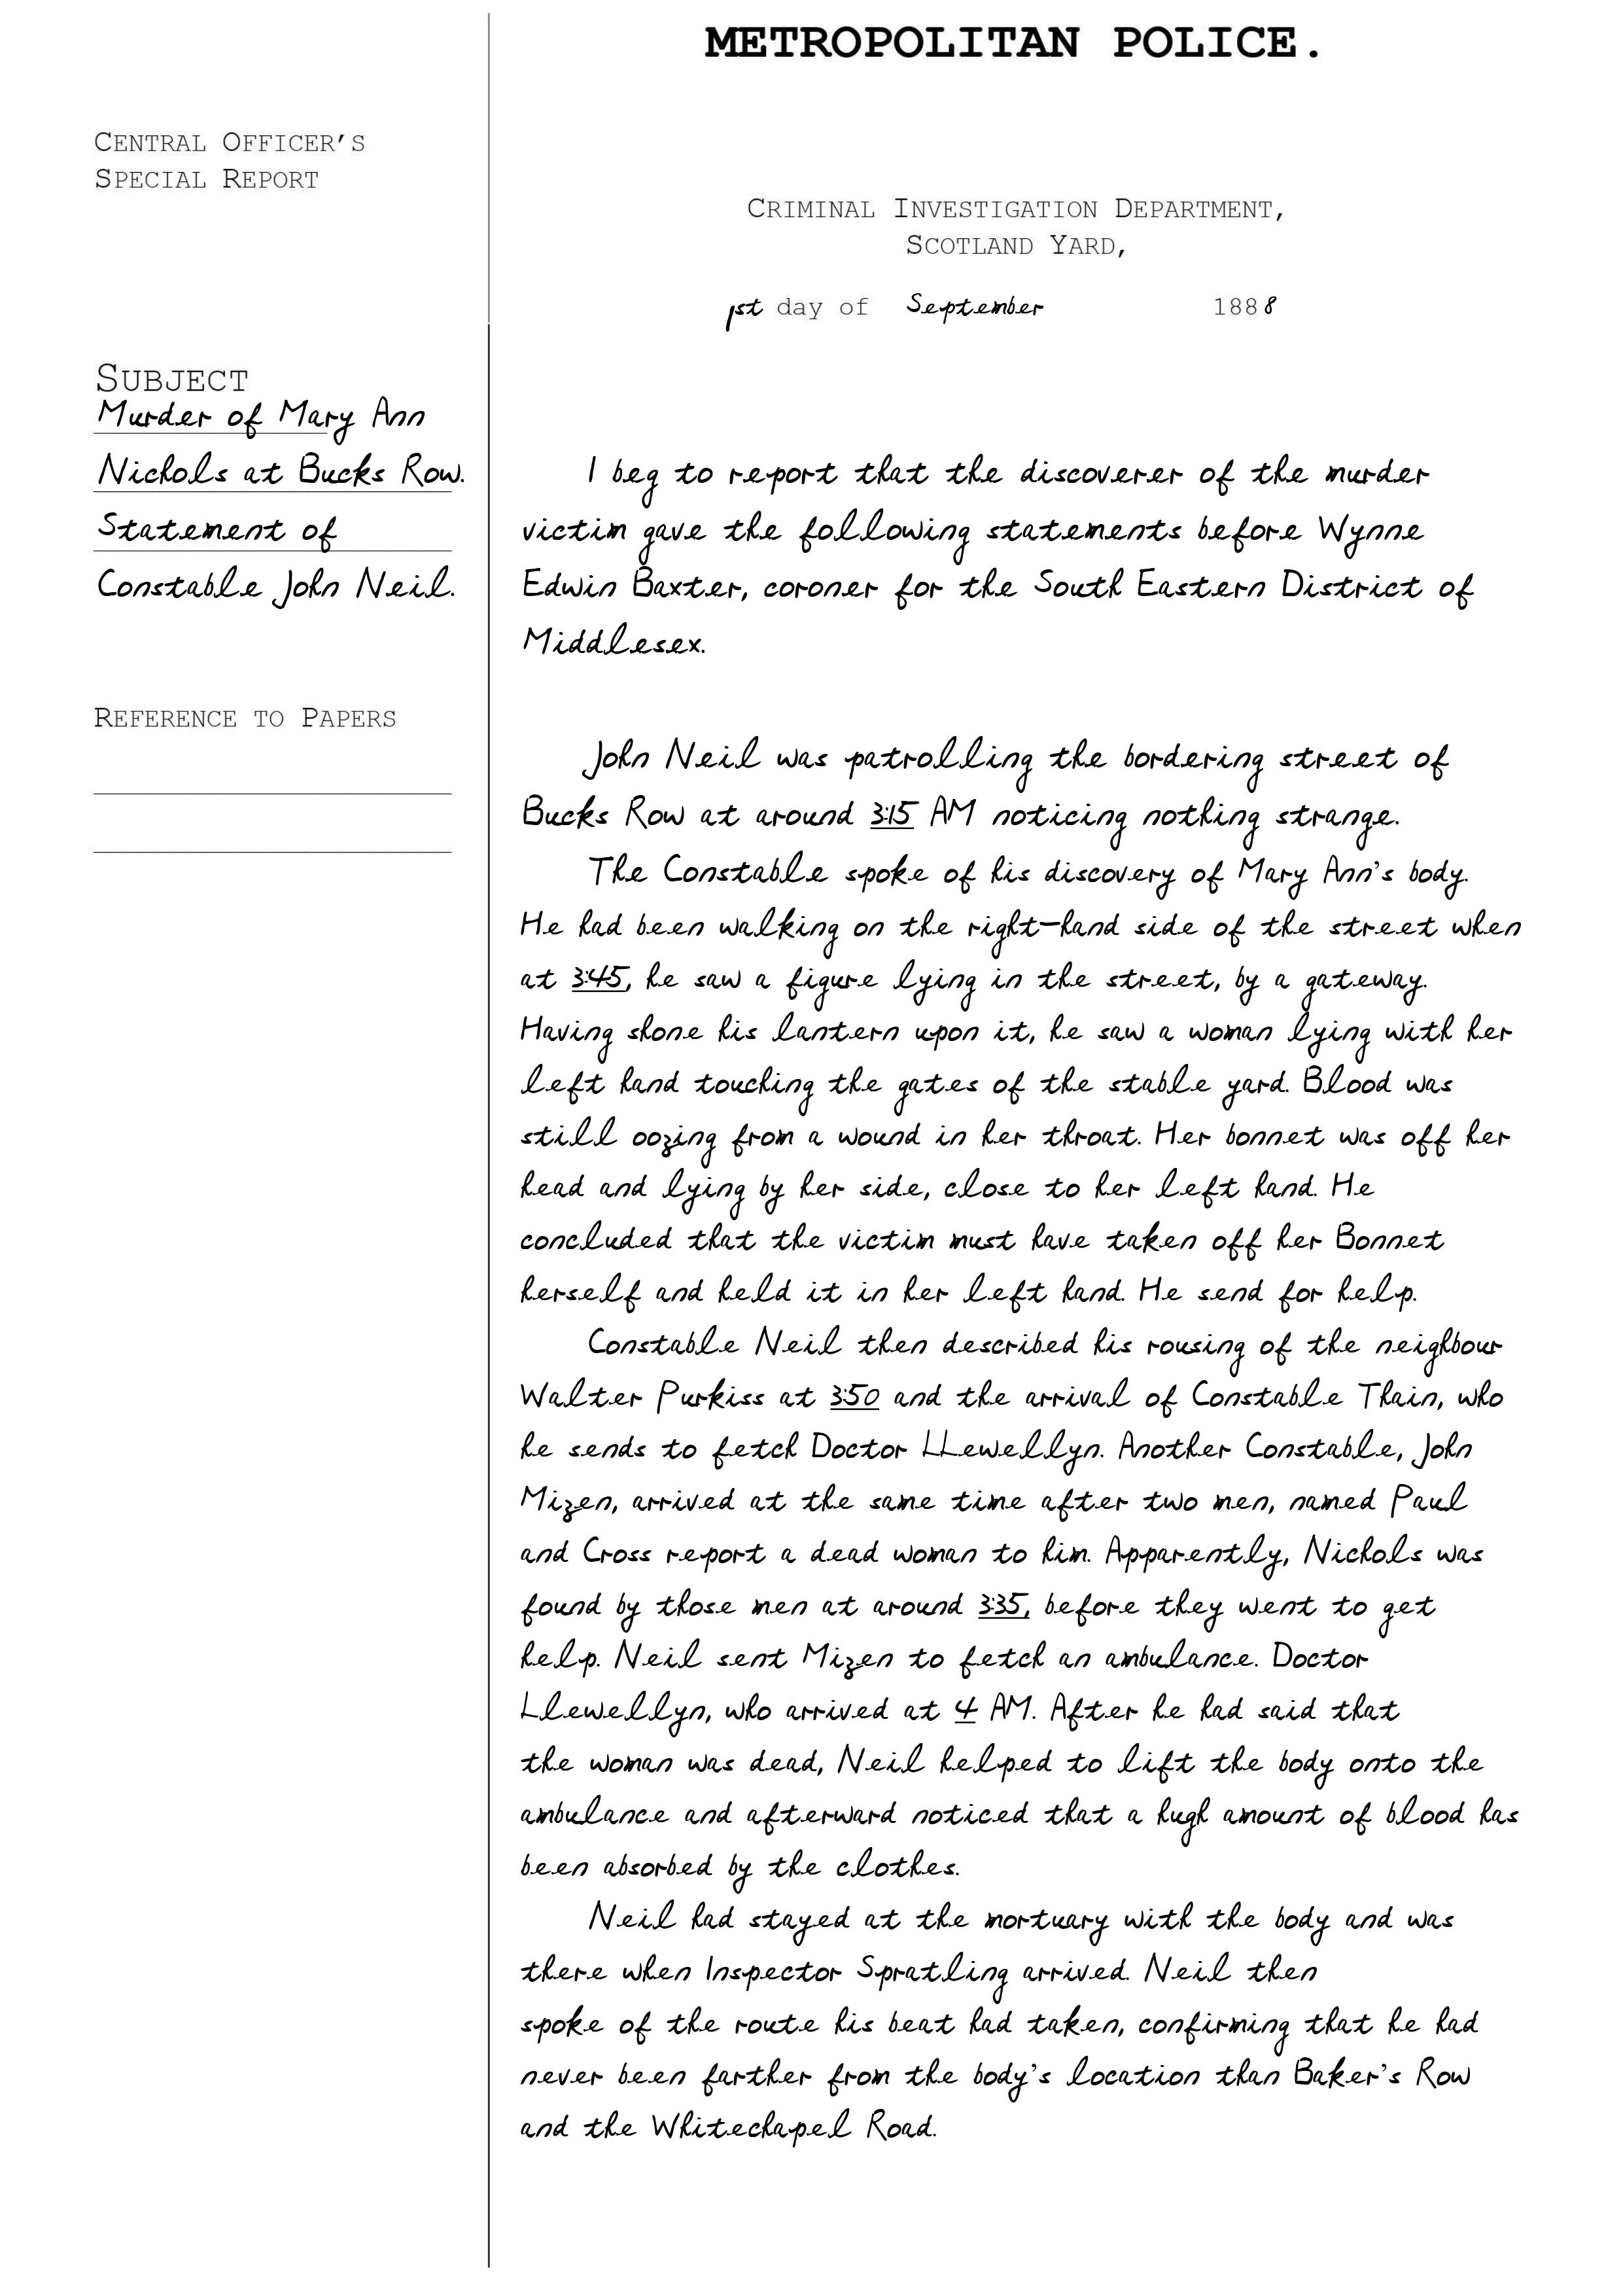 METROPOLITAN POLICE.
CENTRAL OFFICER'S
SPECIAL REPORT
CRIMINAL INVESTIGATION DEPARTMENT,
SCOTLAND YARD,
1st day of September 1888
SUBJECT
Murder of Mary Ann
Nichols at Bucks Row.
Statement of
Constable John Neil.
REFERENCE TO PAPERS
I beg to report that the discoverer of the murder
victim gave the following statements before Wynne
Edwin Baxter, coroner for the South Eastern District of
Middlesex.
John Neil was patrolling the bordering street of
Bucks Row at around 3:15 AM noticing nothing strange.
The Constable spoke of his discovery of Mary Ann's body.
He had been walking on the right-hand side of the street when
at 3:45, he saw a figure lying in the street, by a gateway.
Having shone his lantern upon it, he saw a woman lying with her
left hand touching the gates of the stable yard. Blood was
still oozing from a wound in her throat. Her bonnet was off her
head and lying by her side, close to her left hand. He
concluded that the victim must have taken off her Bonnet
herself and held it in her left hand. He send for help.
Constable Neil then described his rousing of the neighbour
Walter Purkiss at 3:50 and the arrival of Constable Thain, who
he sends to fetch Doctor LLewellyn. Another Constable, John
Mizen, arrived at the same time after two men, named Paul
and Cross report a dead woman to him. Apparently, Nichols was
found by those men at around 3:35, before they went to get
help. Neil sent Mizen to fetch an ambulance. Doctor
Llewellyn, who arrived at 4 AM. After he had said that
the woman was dead, Neil helped to lift the body onto the
ambulance and afterward noticed that a hugh amount of blood has
been absorbed by the clothes.
Neil had stayed at the mortuary with the body and was
there when Inspector Spratling arrived. Neil then
spoke of the route his beat had taken, confirming that he had
never been farther from the body's location than Baker's Row
and the Whitechapel Road.